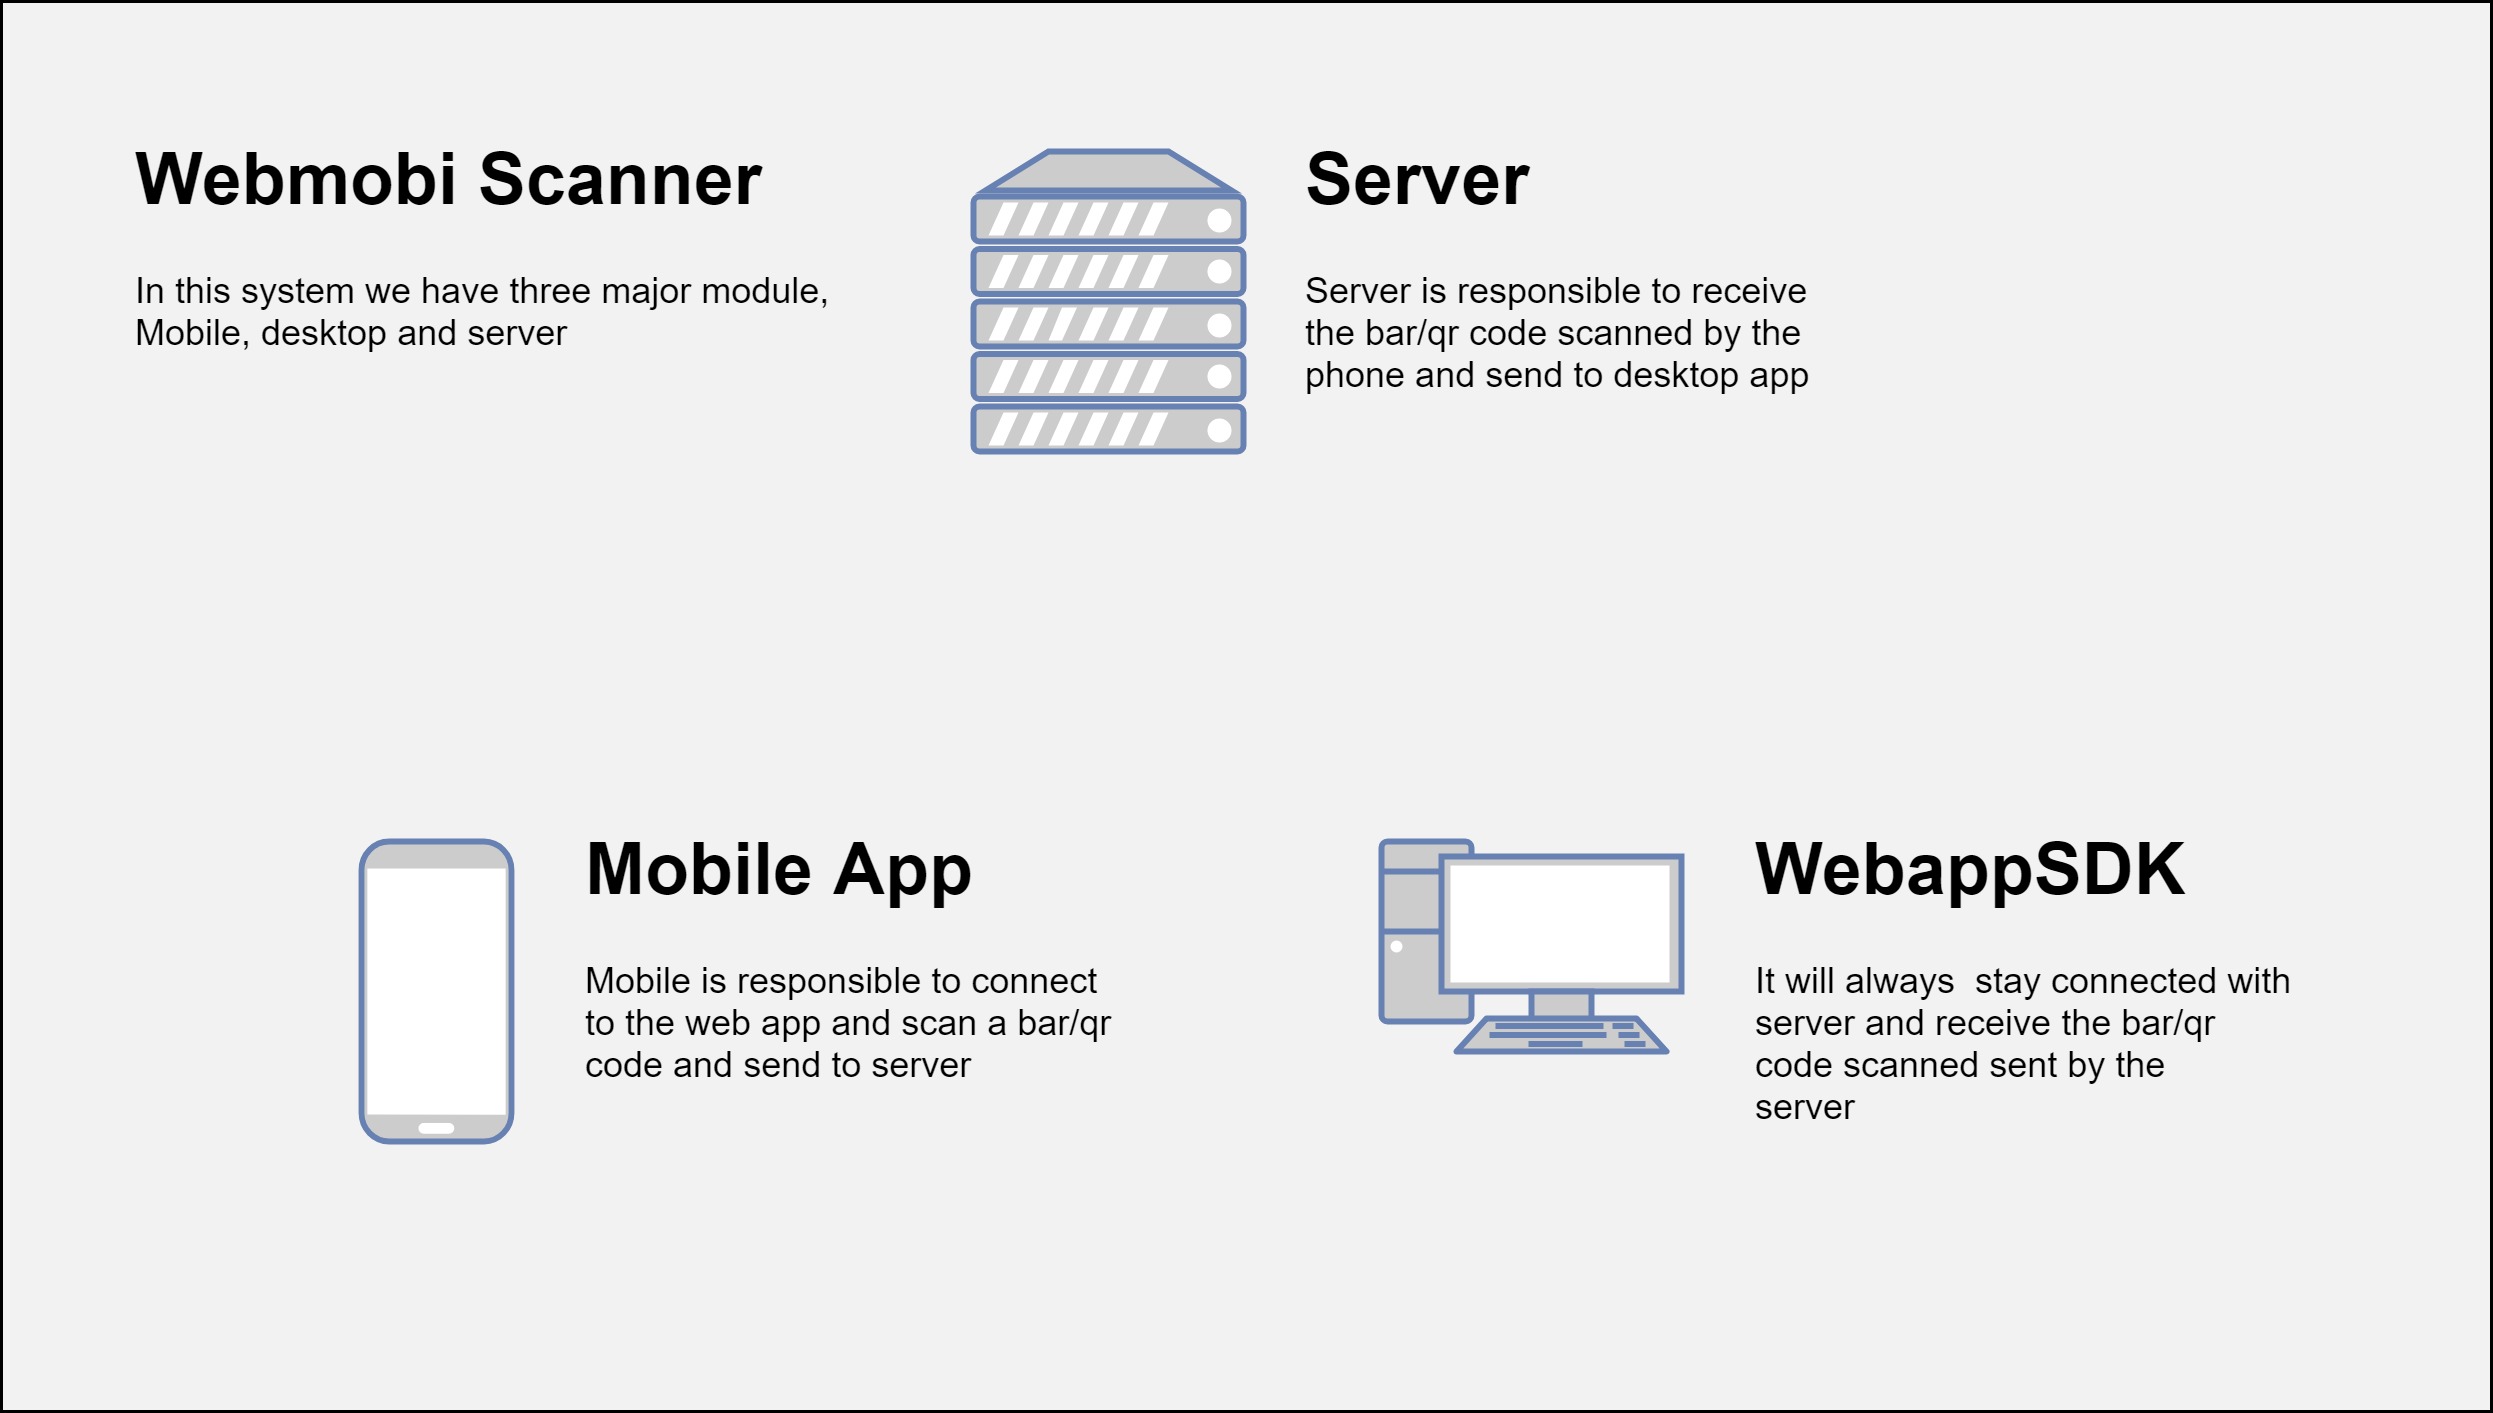 Webmobi Scanner
In this system we have three major module,
Mobile, desktop and server
Server
Server is responsible to receive
the bar/qr code scanned by the
phone and send to desktop app
Mobile App
Mobile is responsible to connect
to the web app and scan a bar/qr
code and send to server
WebappSDK
It will always  stay connected with
server and receive the bar/qr
code scanned sent by the
server